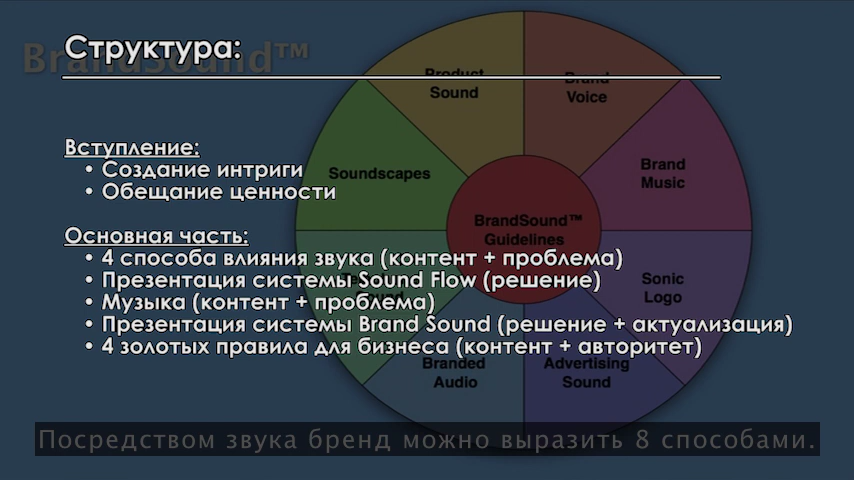 Структура:
BrandSound™
Вступление:
• Создание интриги
• Обещание ценности
Основная часть:
• 4 способа влияния звука (контент + проблема)
• Презентация системы Sound Flow (решение)
• Музыка (контент + проблема)
• Презентация системы Brand Sound (решение + актуализация)
• 4 золотых правила для бизнеса (контент + авторитет)
Product
Sound
Brand
Voice
Soundscapes
Brand
Music
BrandSound™
Guidelines
Sonic
Logo
Branded
Audio
Advertising
Sound
Посредством звука бренд можно выразить 8 способами.